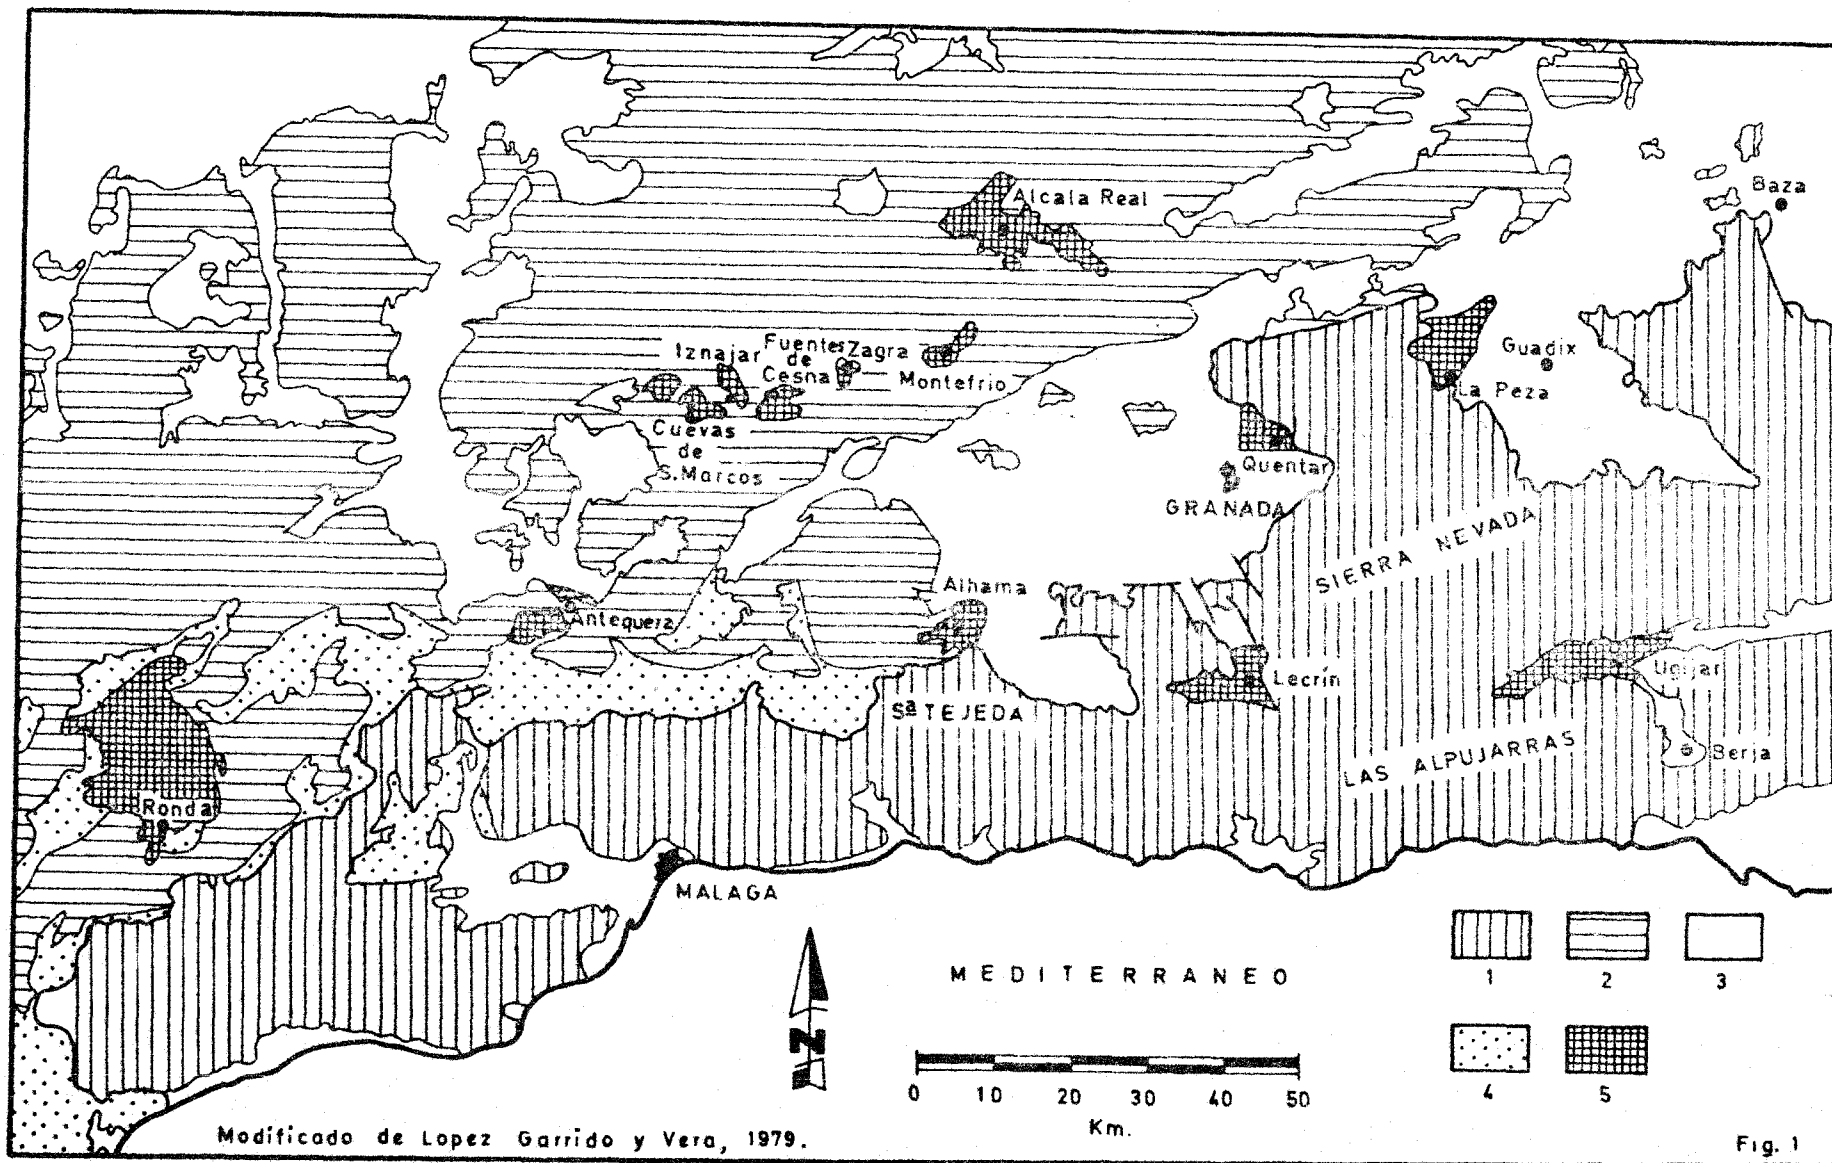 Alcala Real
Baza
Fuentes
de
Cesna
Zagra
Iznajar
Montefrio
Guadix
La Peza
Cuevas
de
S. Marcos
Quentar
GRANADA
SIERRA NEVADA
Alhama
Antequera
Lecrín
Ugijar
Sª TEJEDA
LAS ALPUJARRAS
Berja
Ronda
MALAGA
MEDITERRANEO
1 2 3
4 5
N
0 10 20 30 40 50
Km.
Modificado de Lopez Garrido y Vera, 1979.
Fig. 1